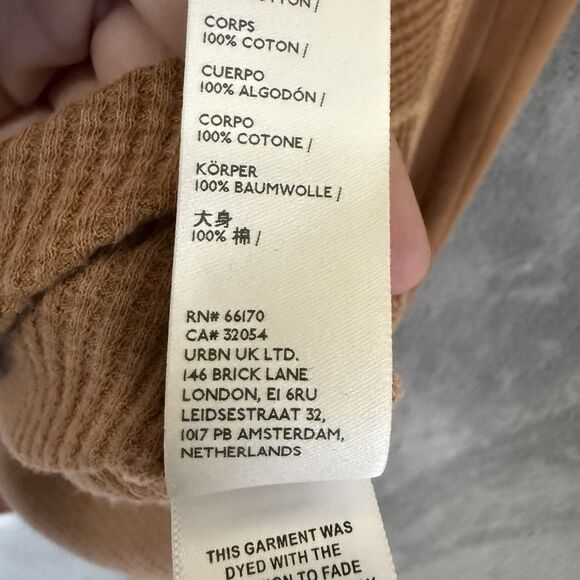 CORPS
100% COTON /
CUERPO
100% ALGODÓN /
CORPO
100% COTONE /
KÖRPER
100% BAUMWOLLE /
大身
100% 棉 /
RN# 66170
CA# 32054
URBN UK LTD.
146 BRICK LANE
LONDON, E1 6RU
LEIDSESTRAAT 32,
1017 PB AMSTERDAM,
NETHERLANDS
THIS GARMENT WAS
DYED WITH THE
TO FADE